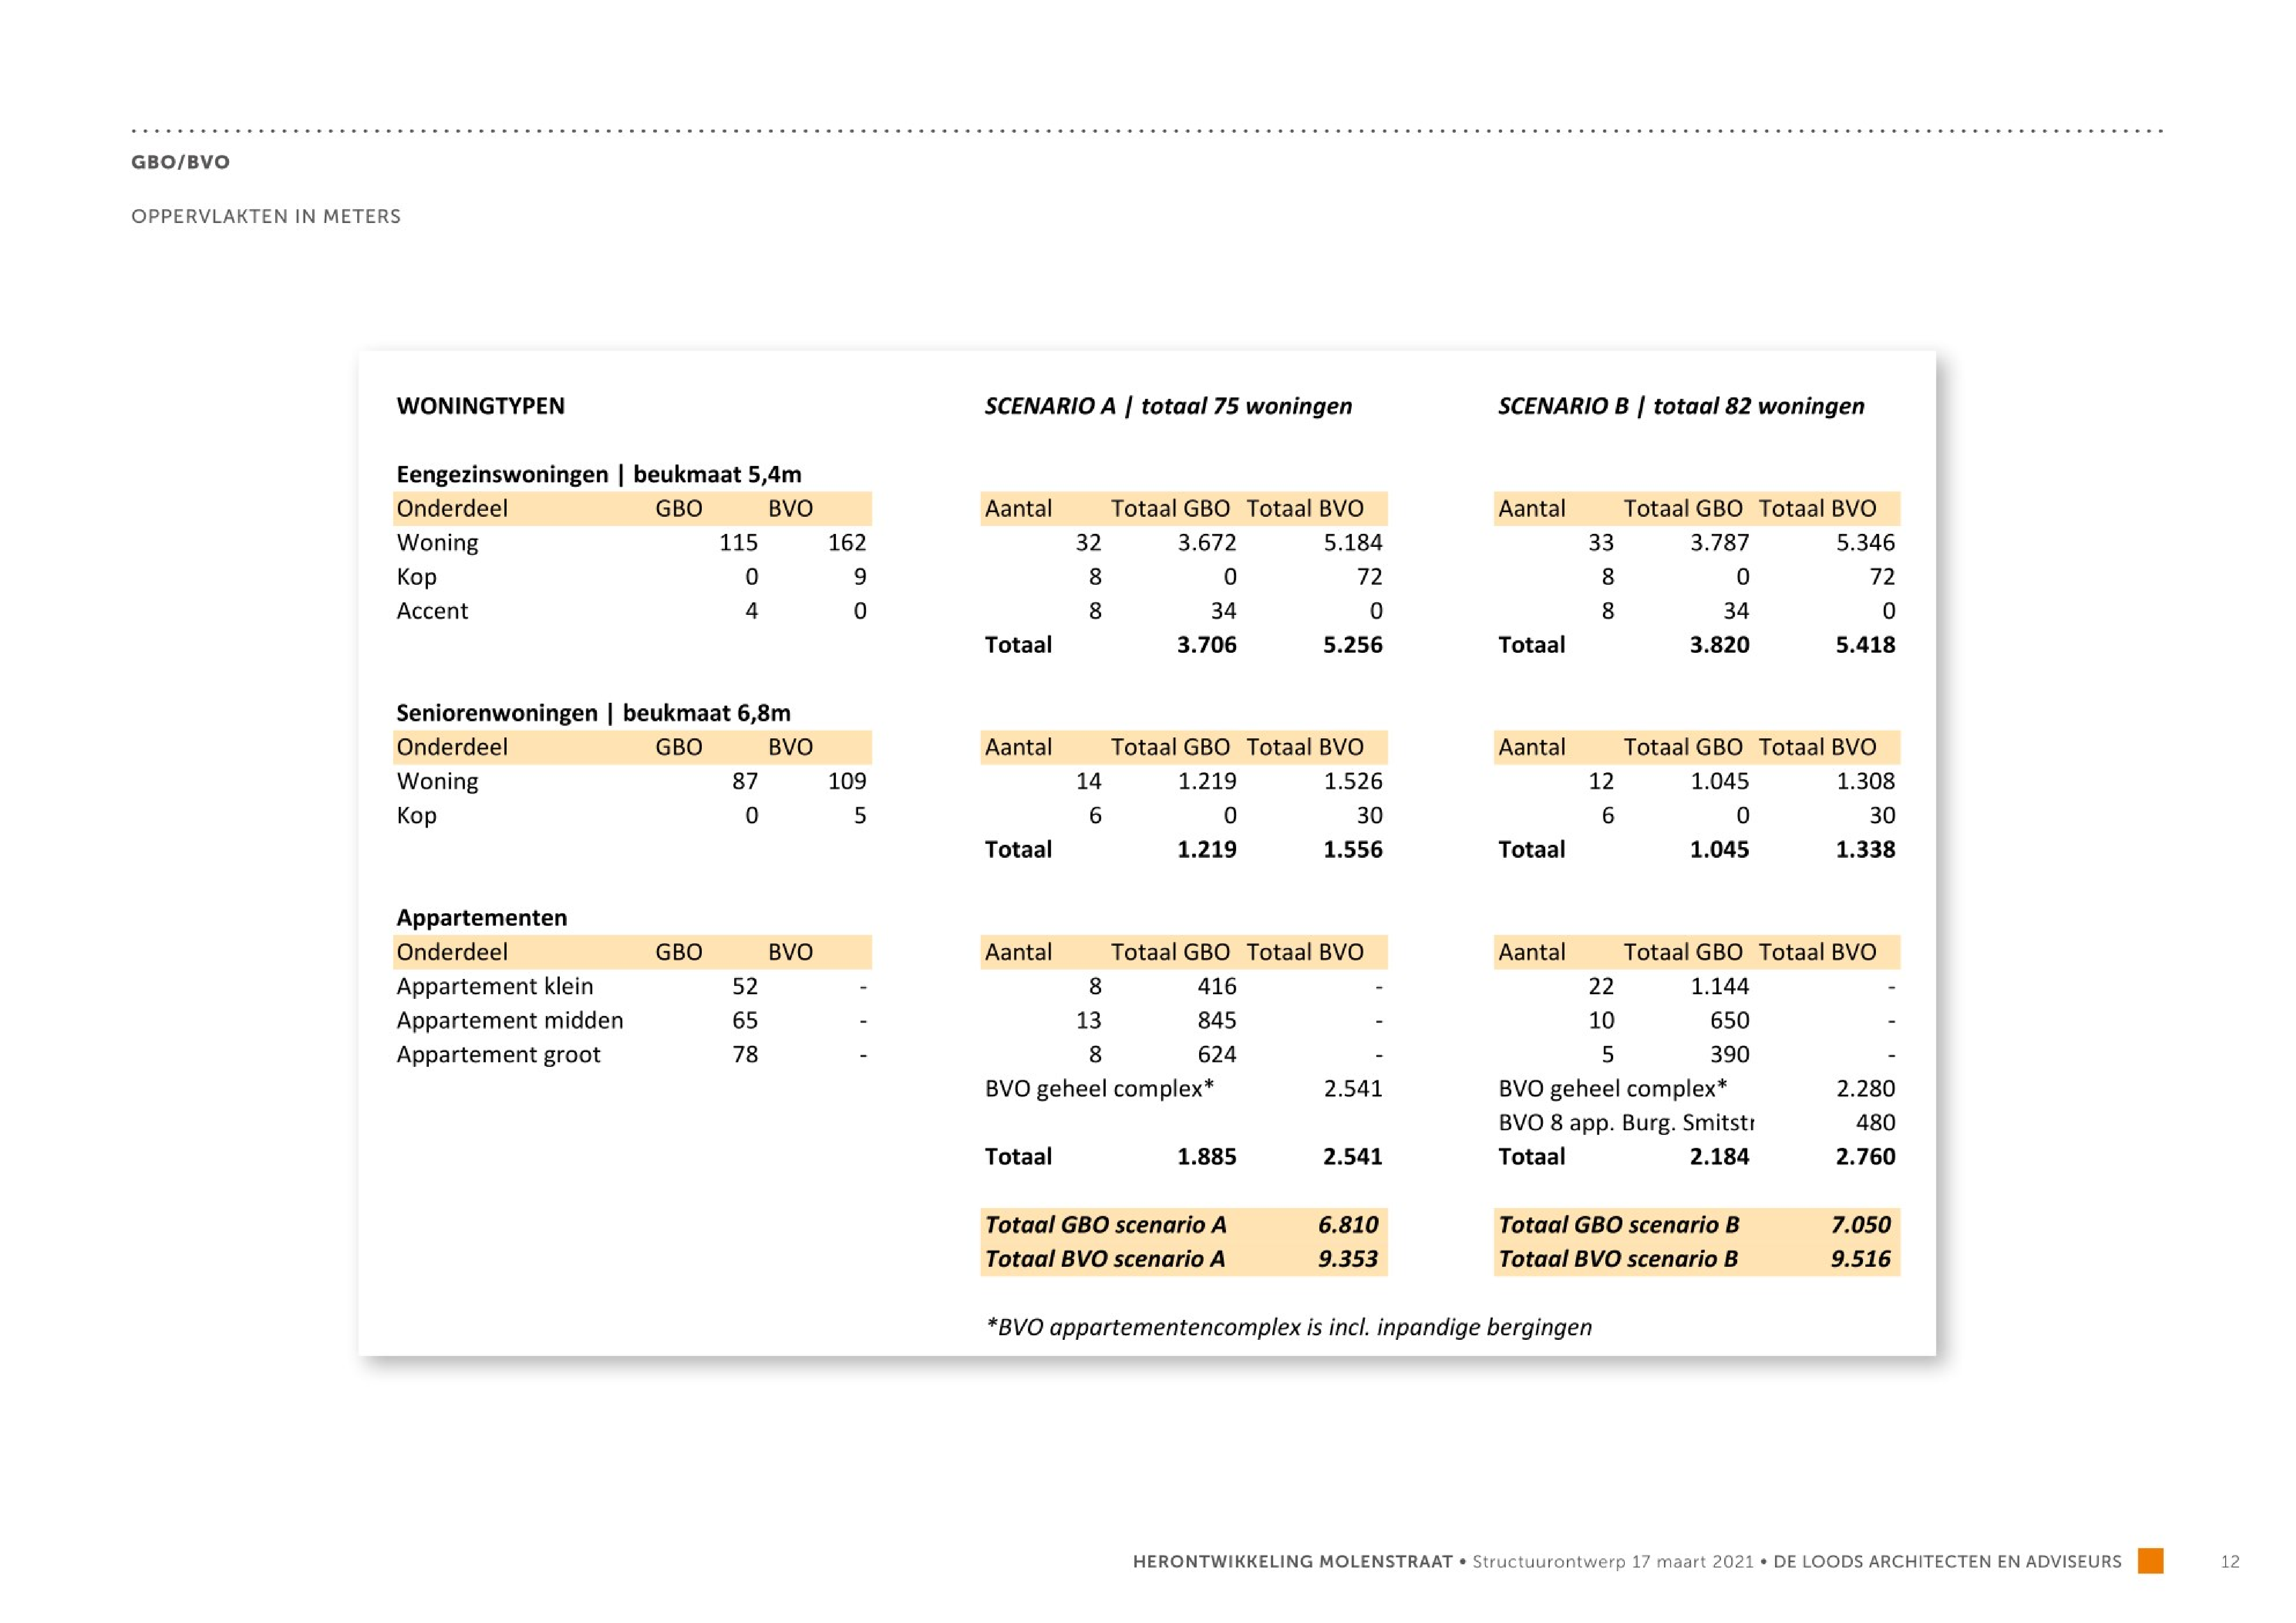 GBO/BVO
OPPERVLAKTEN IN METERS
WONINGTYPEN SCENARIO A | totaal 75 woningen SCENARIO B | totaal 82 woningen
Eengezinswoningen | beukmaat 5,4m
Onderdeel GBO BVO Aantal Totaal GBO Totaal BVO Aantal Totaal GBO Totaal BVO
Woning 115 162 32 3.672 5.184 33 3.787 5.346
Kop 0 9 8 0 72 8 0 72
Accent 4 0 8 34 0 8 34 0
Totaal 3.706 5.256 Totaal 3.820 5.418
Seniorenwoningen | beukmaat 6,8m
Onderdeel GBO BVO Aantal Totaal GBO Totaal BVO Aantal Totaal GBO Totaal BVO
Woning 87 109 14 1.219 1.526 12 1.045 1.308
Kop 0 5 6 0 30 6 0 30
Totaal 1.219 1.556 Totaal 1.045 1.338
Appartementen
Onderdeel GBO BVO Aantal Totaal GBO Totaal BVO Aantal Totaal GBO Totaal BVO
Appartement klein 52 - 8 416 - 22 1.144 -
Appartement midden 65 - 13 845 - 10 650 -
Appartement groot 78 - 8 624 - 5 390 -
BVO geheel complex* 2.541 BVO geheel complex* 2.280
BVO 8 app. Burg. Smitstr 480
Totaal 1.885 2.541 Totaal 2.184 2.760
Totaal GBO scenario A 6.810 Totaal GBO scenario B 7.050
Totaal BVO scenario A 9.353 Totaal BVO scenario B 9.516
*BVO appartementencomplex is incl. inpandige bergingen
HERONTWIKKELING MOLENSTRAAT • Structuurontwerp 17 maart 2021 • DE LOODS ARCHITECTEN EN ADVISEURS 12